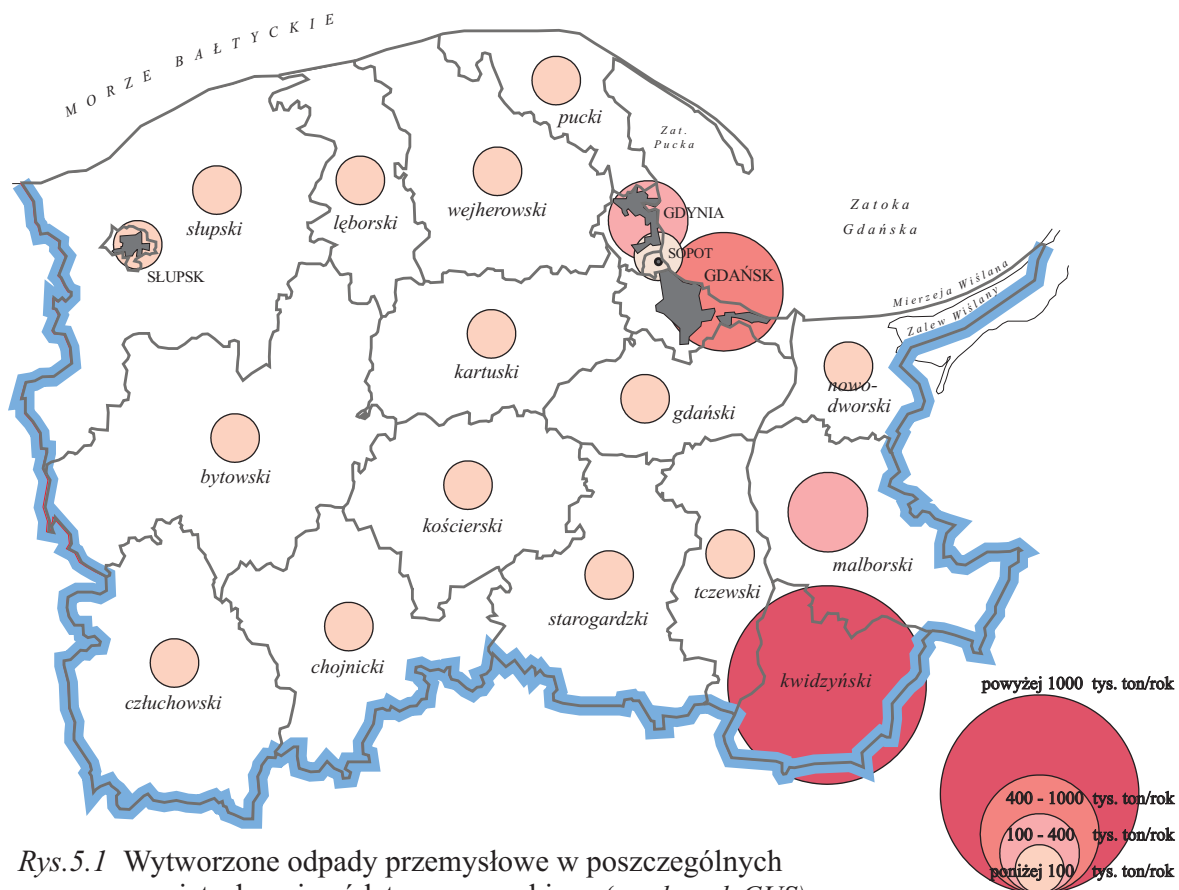 MORZE BAŁTYCKIE
pucki
Zat.
Pucka
słupski
lęborski
wejherowski
GDYNIA
Zatoka
Gdańska
SŁUPSK
SOPOT
GDAŃSK
Mierzeja Wiślana
Zalew Wiślany
kartuski
gdański
nowo-
dworski
bytowski
kościerski
malborski
tczewski
starogardzki
chojnicki
człuchowski
kwidzyński
powyżej 1000 tys. ton/rok
400 - 1000 tys. ton/rok
100 - 400 tys. ton/rok
poniżej 100 tys. ton/rok
Rys.5.1 Wytworzone odpady przemysłowe w poszczególnych